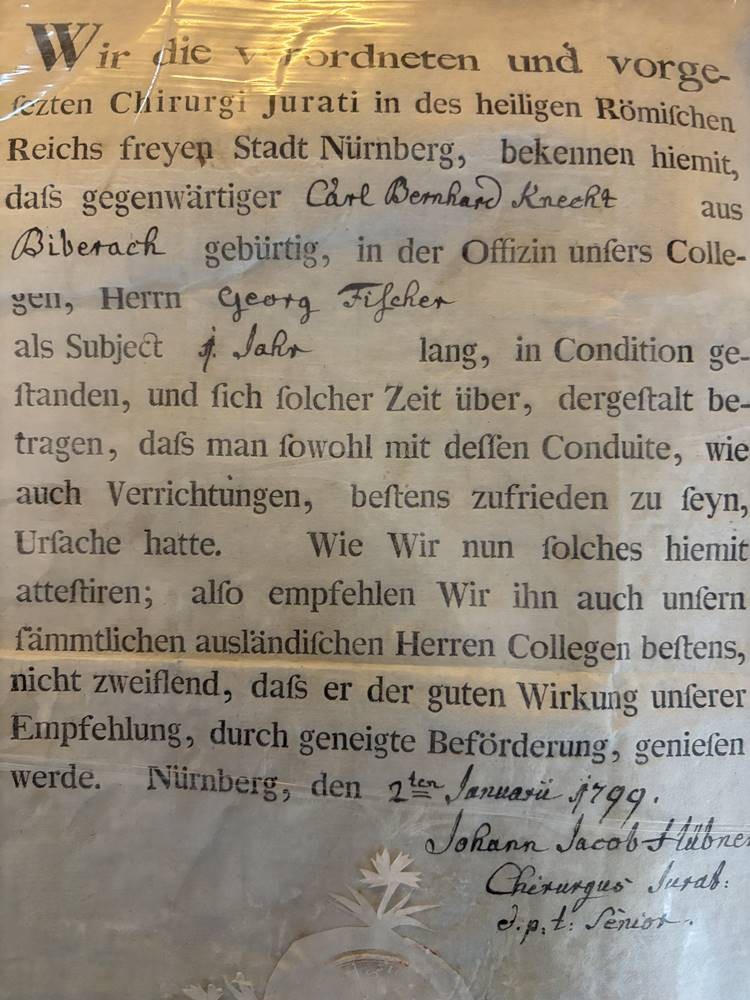 Wir die verordneten und vorge-
ſezten Chirurgi Jurati in des heiligen Römiſchen
Reichs freyen Stadt Nürnberg, bekennen hiemit,
daſs gegenwärtiger Carl Bernhard Knecht aus
Biberach gebürtig, in der Offizin unſers Colle-
gen, Herrn Georg Fiſcher
als Subject 1. Jahr lang, in Condition ge-
ſtanden, und ſich ſolcher Zeit über, dergeſtalt be-
tragen, daſs man ſowohl mit deſſen Conduite, wie
auch Verrichtungen, beſtens zufrieden zu ſeyn,
Urſache hatte. Wie Wir nun ſolches hiemit
atteſtiren; alſo empfehlen Wir ihn auch unſern
ſämmtlichen ausländiſchen Herren Collegen beſtens,
nicht zweiflend, daſs er der guten Wirkung unſerer
Empfehlung, durch geneigte Beförderung, genieſen
werde. Nürnberg, den 2ten Januarii 1799.
Johann Jacob Hübner
Chirurgus Jurat:
d. p. t: Senior.